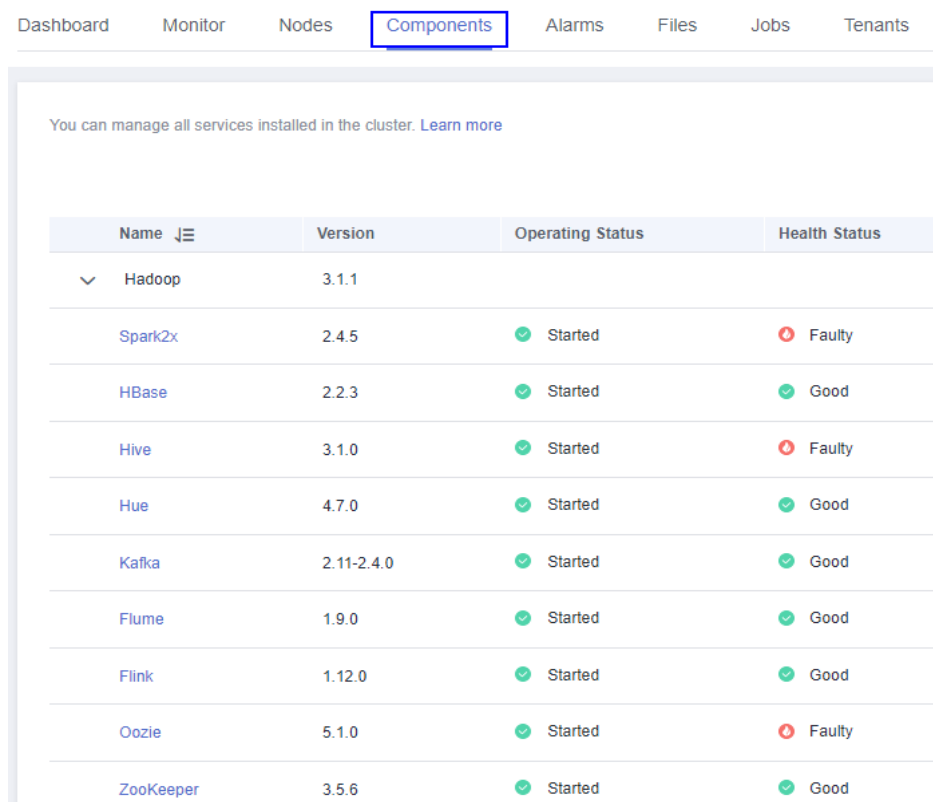 Dashboard Monitor Nodes Components Alarms Files Jobs Tenants
You can manage all services installed in the cluster. Learn more
Name Version Operating Status Health Status
Hadoop 3.1.1
Spark2x 2.4.5 Started Faulty
HBase 2.2.3 Started Good
Hive 3.1.0 Started Faulty
Hue 4.7.0 Started Good
Kafka 2.11-2.4.0 Started Good
Flume 1.9.0 Started Good
Flink 1.12.0 Started Good
Oozie 5.1.0 Started Faulty
ZooKeeper 3.5.6 Started Good